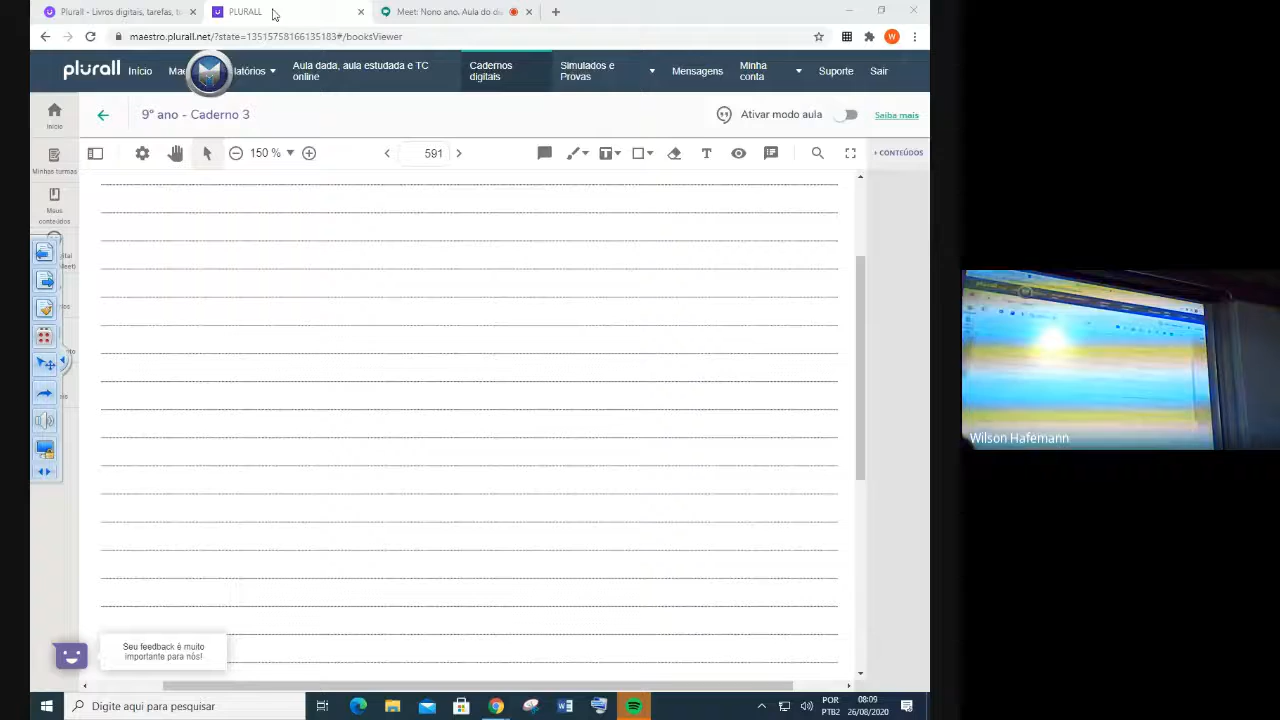 Plurall - Livros digitais, tarefas, t
PLURALL
Meet: Nono ano. Aula do di
maestro.plurall.net/?state=13515758166135183#/booksViewer
plurall
Início
Mae
latórios
Aula dada, aula estudada e TC
online
Cadernos
digitais
Simulados e
Provas
Mensagens
Minha
conta
Suporte
Sair
Início
9º ano - Caderno 3
Ativar modo aula
Saiba mais
150 %
591
+ CONTEÚDOS
Minhas turmas
Meus
conteúdos
ital
Meet)
Seu feedback é muito
importante para nós!
Wilson Hafemann
Digite aqui para pesquisar
POR
PTB2
08:09
26/08/2020